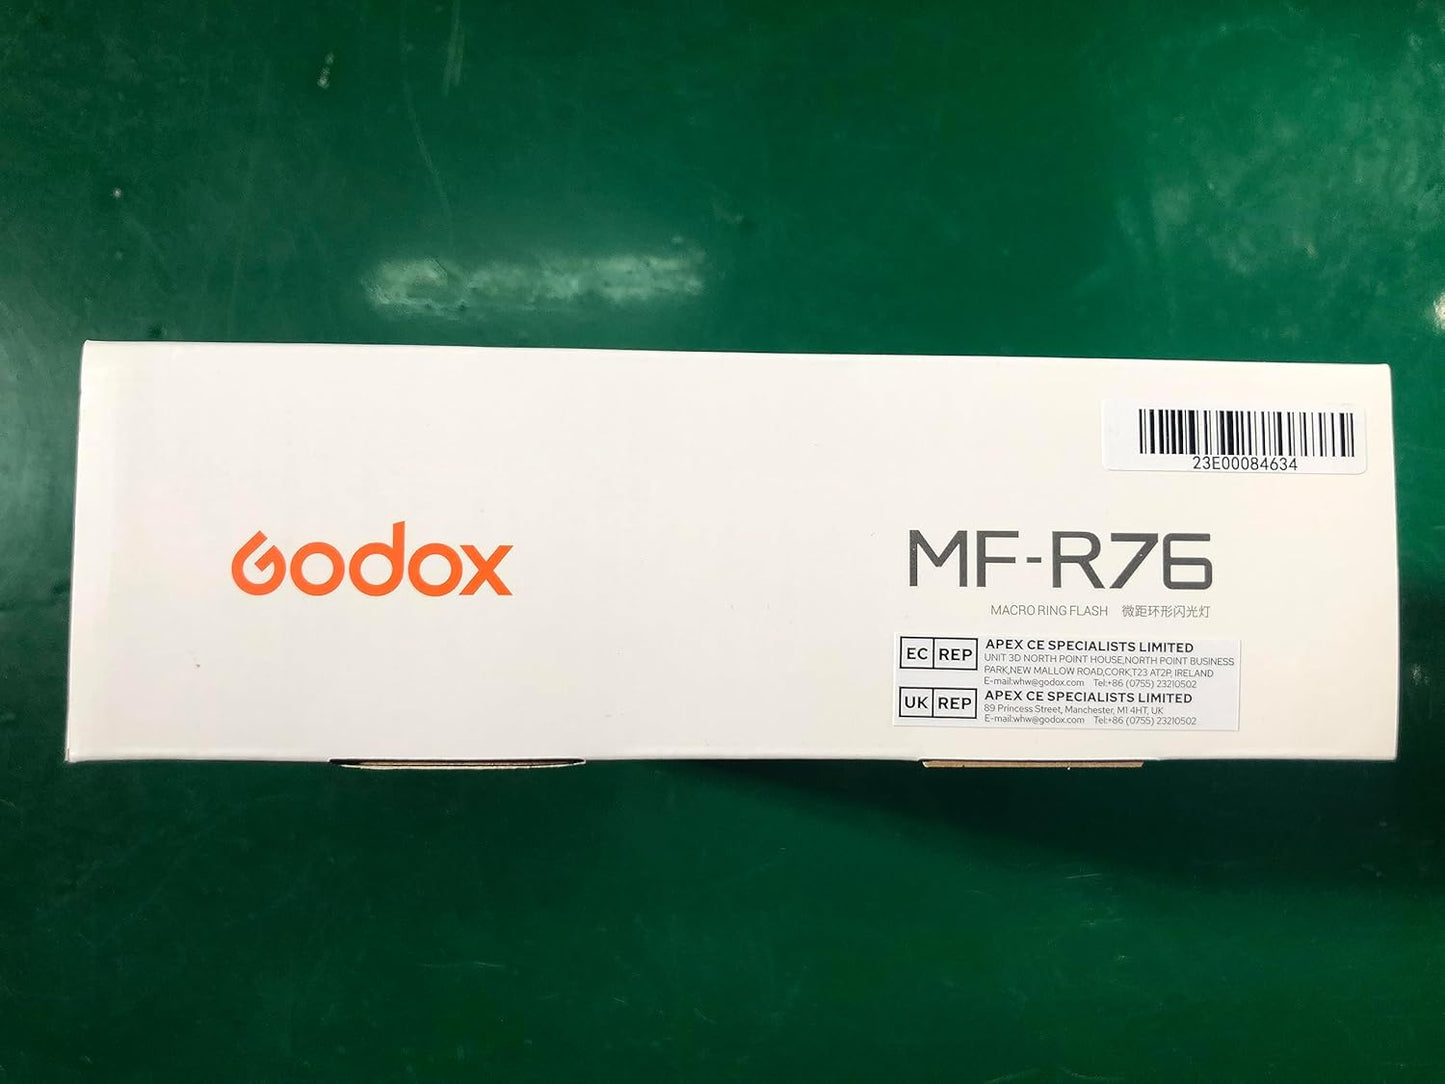 23E00084634
Godox
MF-R76
MACRO RING FLASH 微距环形闪光灯
EC REP
APEX CE SPECIALISTS LIMITED
UNIT 3D NORTH POINT HOUSE,NORTH POINT BUSINESS
PARK,NEW MALLOW ROAD,CORK,T23 AT2P, IRELAND
E-mail:whw@godox.com Tel:+86 (0755) 23210502
UK REP
APEX CE SPECIALISTS LIMITED
89 Princess Street, Manchester, M1 4HT, UK
E-mail:whw@godox.com Tel:+86 (0755) 23210502